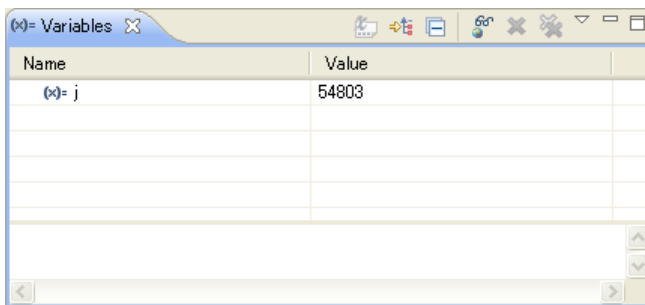 (x)= Variables
Name Value
(x)= j 54803